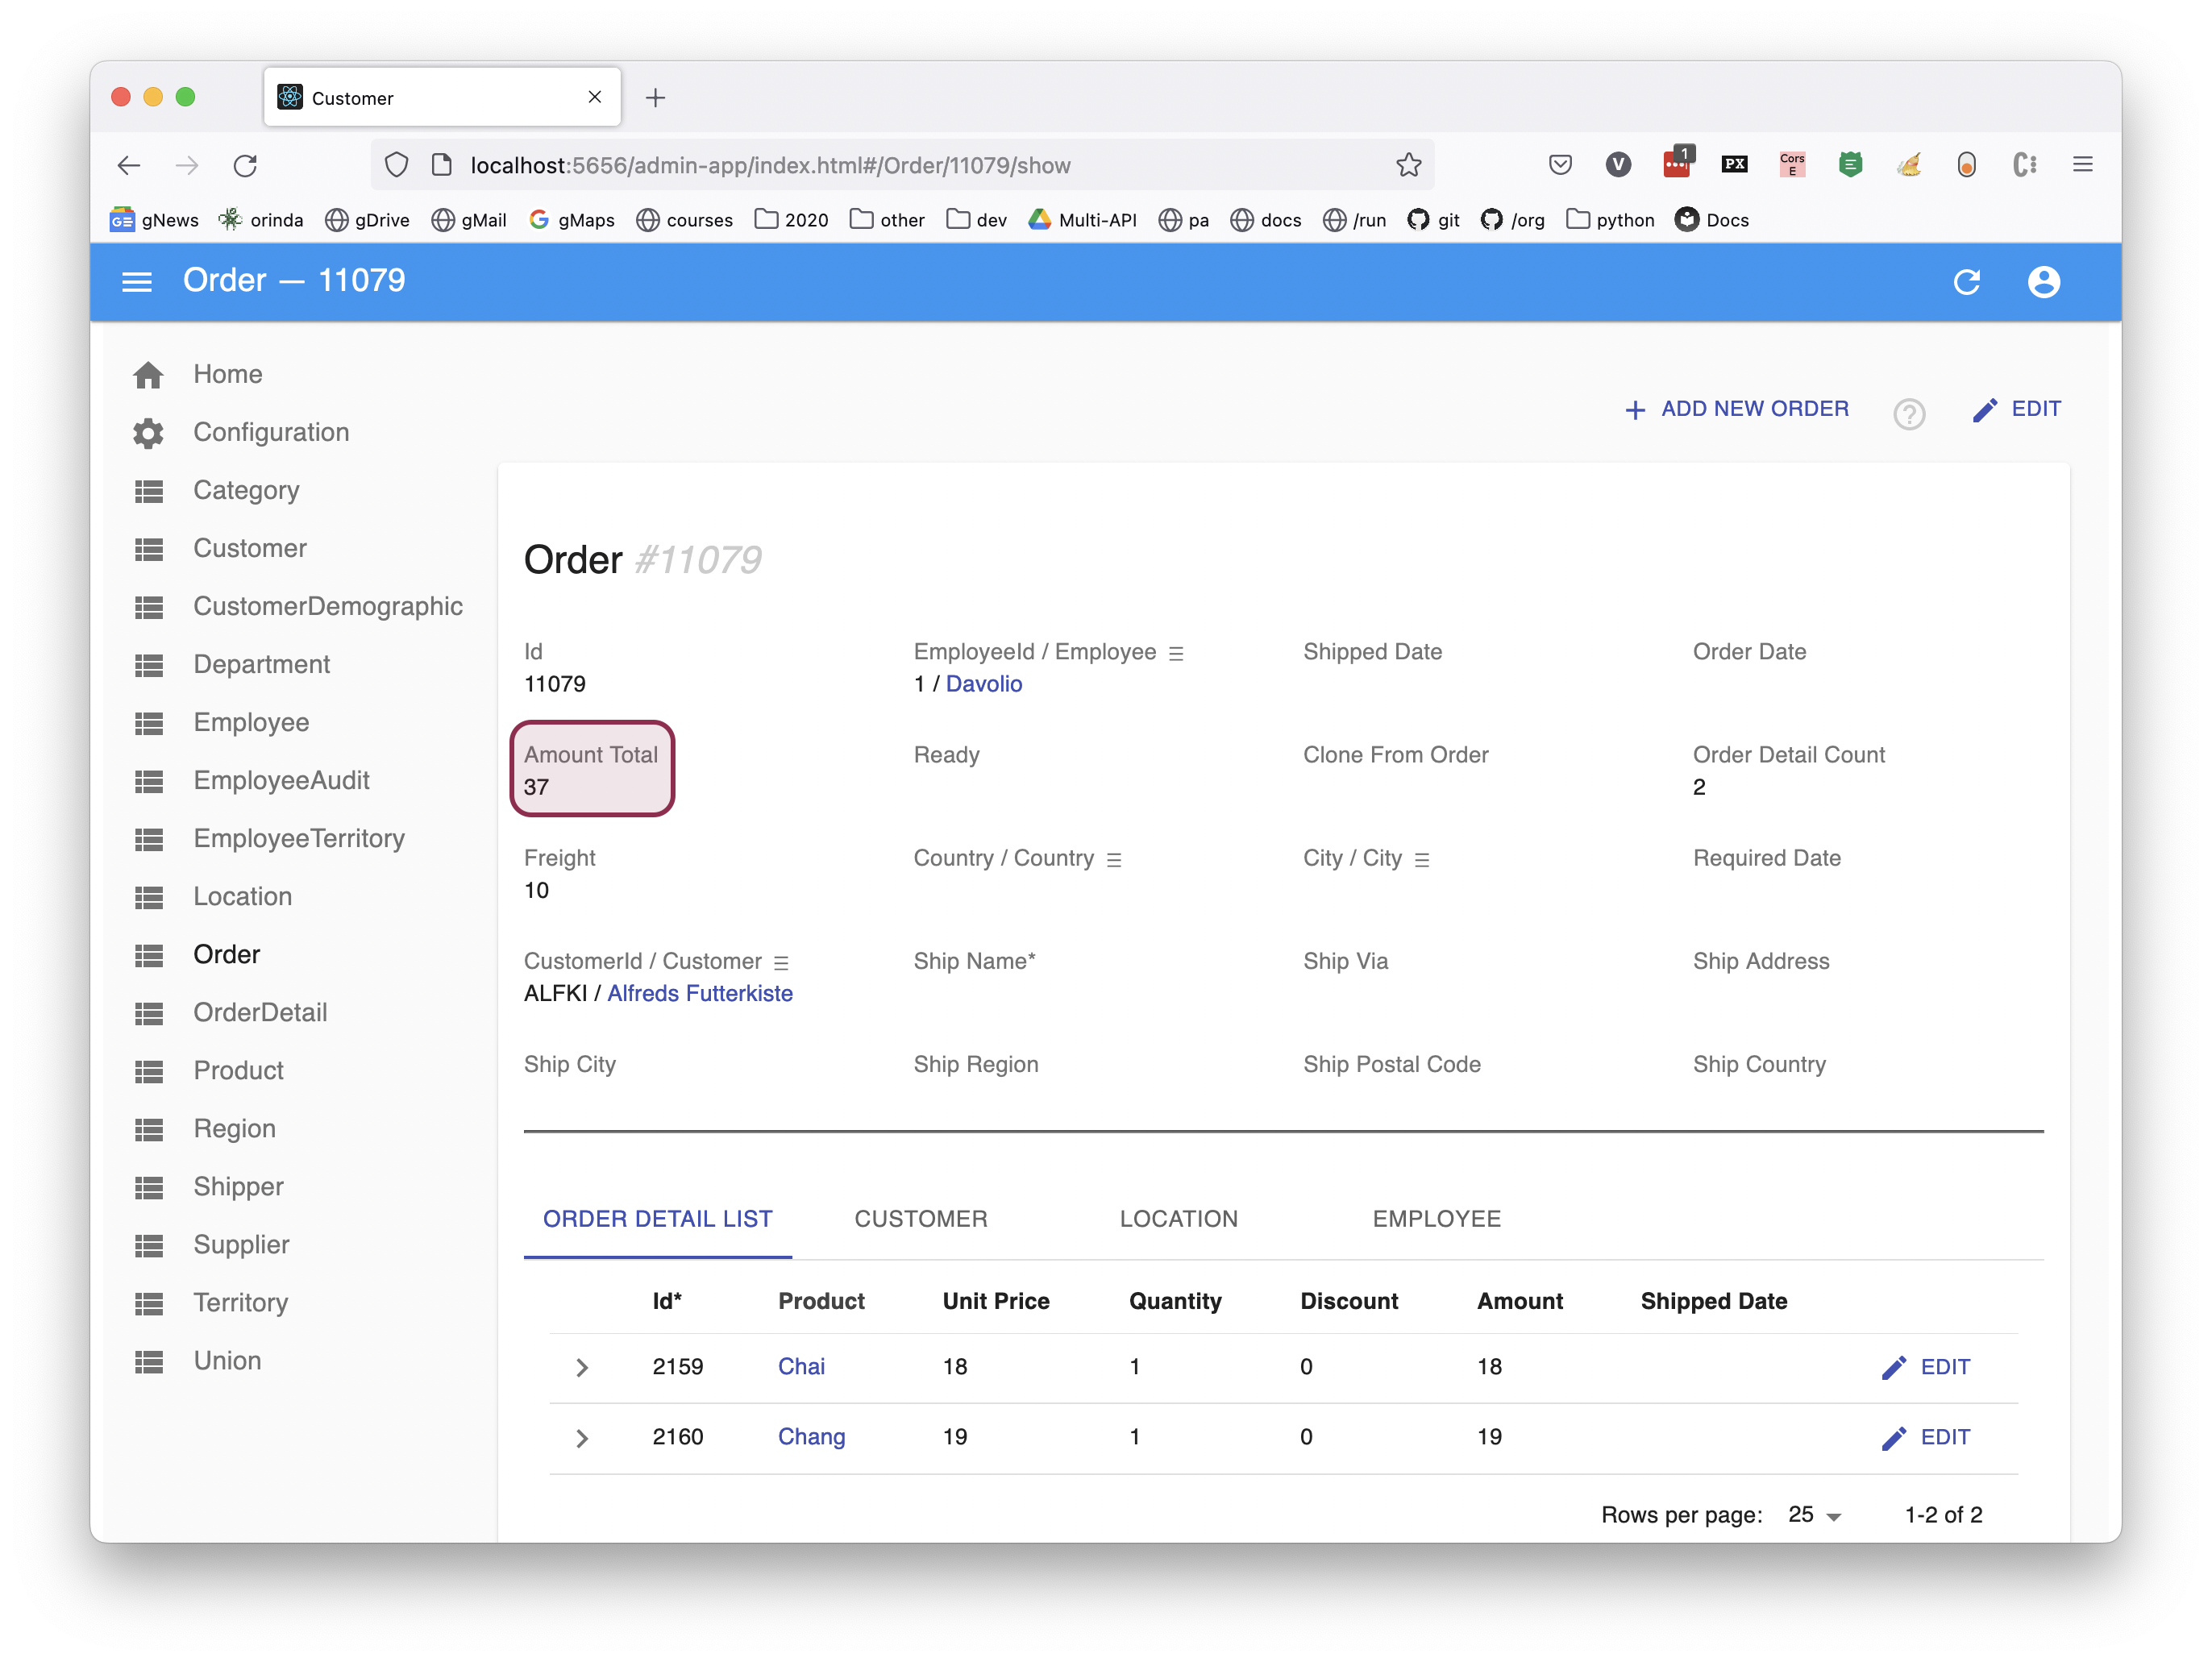 Customer
localhost:5656/admin-app/index.html#/Order/11079/show
V
1
PX
Cors E
C:
GE gNews orinda gDrive gMail G gMaps courses 2020 other dev Multi-API pa docs /run git /org python Docs
Order — 11079
Home
Configuration
Category
Customer
CustomerDemographic
Department
Employee
EmployeeAudit
EmployeeTerritory
Location
Order
OrderDetail
Product
Region
Shipper
Supplier
Territory
Union
+ ADD NEW ORDER ? EDIT
Order #11079
Id EmployeeId / Employee Shipped Date Order Date
11079 1 / Davolio
Amount Total Ready Clone From Order Order Detail Count
37 2
Freight Country / Country City / City Required Date
10
CustomerId / Customer Ship Name* Ship Via Ship Address
ALFKI / Alfreds Futterkiste
Ship City Ship Region Ship Postal Code Ship Country
ORDER DETAIL LIST CUSTOMER LOCATION EMPLOYEE
Id* Product Unit Price Quantity Discount Amount Shipped Date
2159 Chai 18 1 0 18 EDIT
2160 Chang 19 1 0 19 EDIT
Rows per page: 25 1-2 of 2